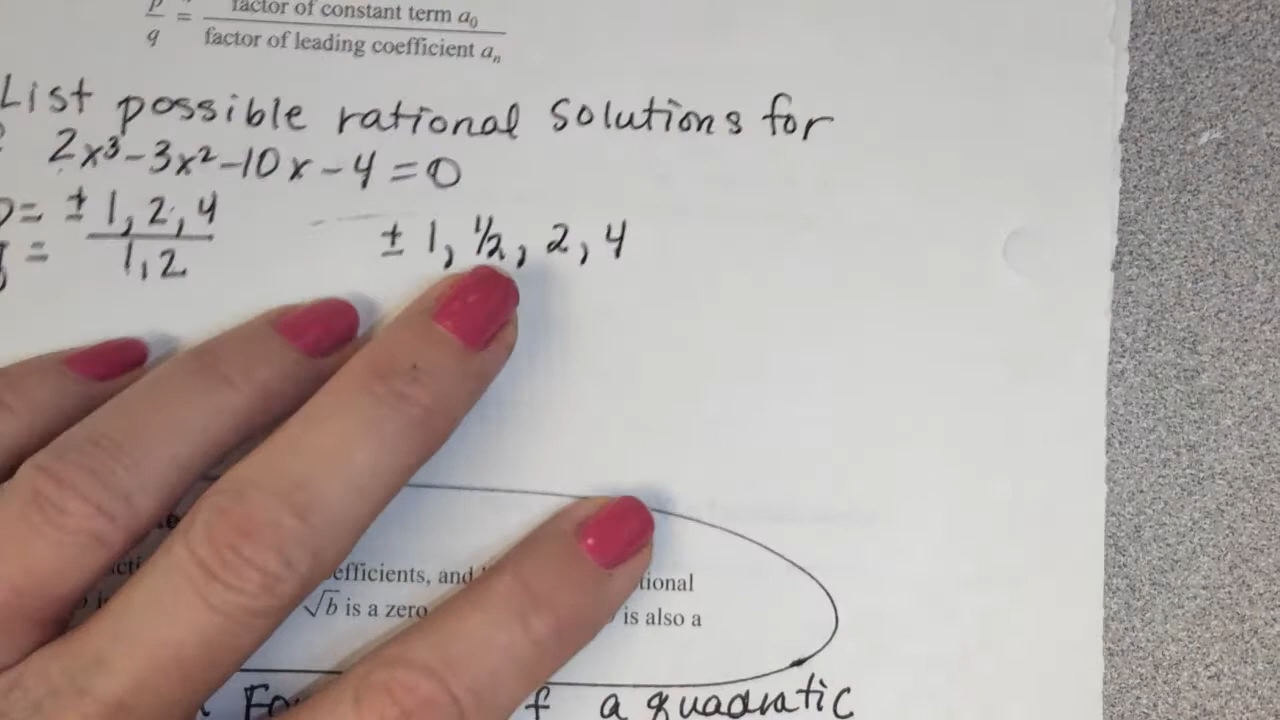 p/q = factor of constant term a₀ / factor of leading coefficient aₙ
List possible rational solutions for
2x³-3x²-10x-4=0
= ± 1, 2, 4 / 1, 2
± 1, 1/2, 2, 4
efficients, and
√b is a zero
is also a
a quadratic